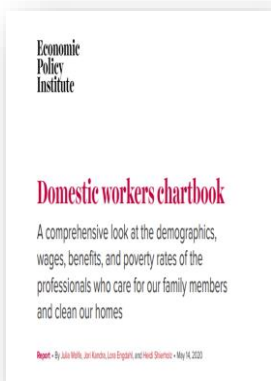 Economic
Policy
Institute
Domestic workers chartbook
A comprehensive look at the demographics,
wages, benefits, and poverty rates of the
professionals who care for our family members
and clean our homes
Report • By Julia Wolfe, Jori Kandra, Lora Engdahl, and Heidi Shierholz • May 14, 2020